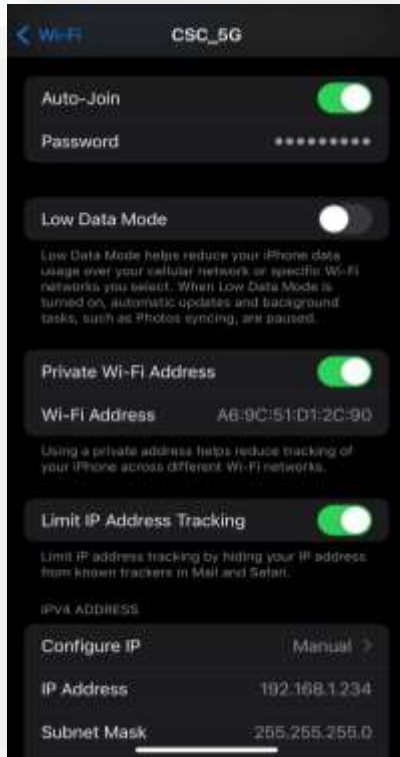 Wi-Fi CSC_5G
Auto-Join
Password •••••••••
Low Data Mode
Low Data Mode helps reduce your iPhone data
usage over your cellular network or specific Wi-Fi
networks you select. When Low Data Mode is
turned on, automatic updates and background
tasks, such as Photos syncing, are paused.
Private Wi-Fi Address
Wi-Fi Address A6:9C:51:D1:2C:90
Using a private address helps reduce tracking of
your iPhone across different Wi-Fi networks.
Limit IP Address Tracking
Limit IP address tracking by hiding your IP address
from known trackers in Mail and Safari.
IPV4 ADDRESS
Configure IP Manual
IP Address 192.168.1.234
Subnet Mask 255.255.255.0